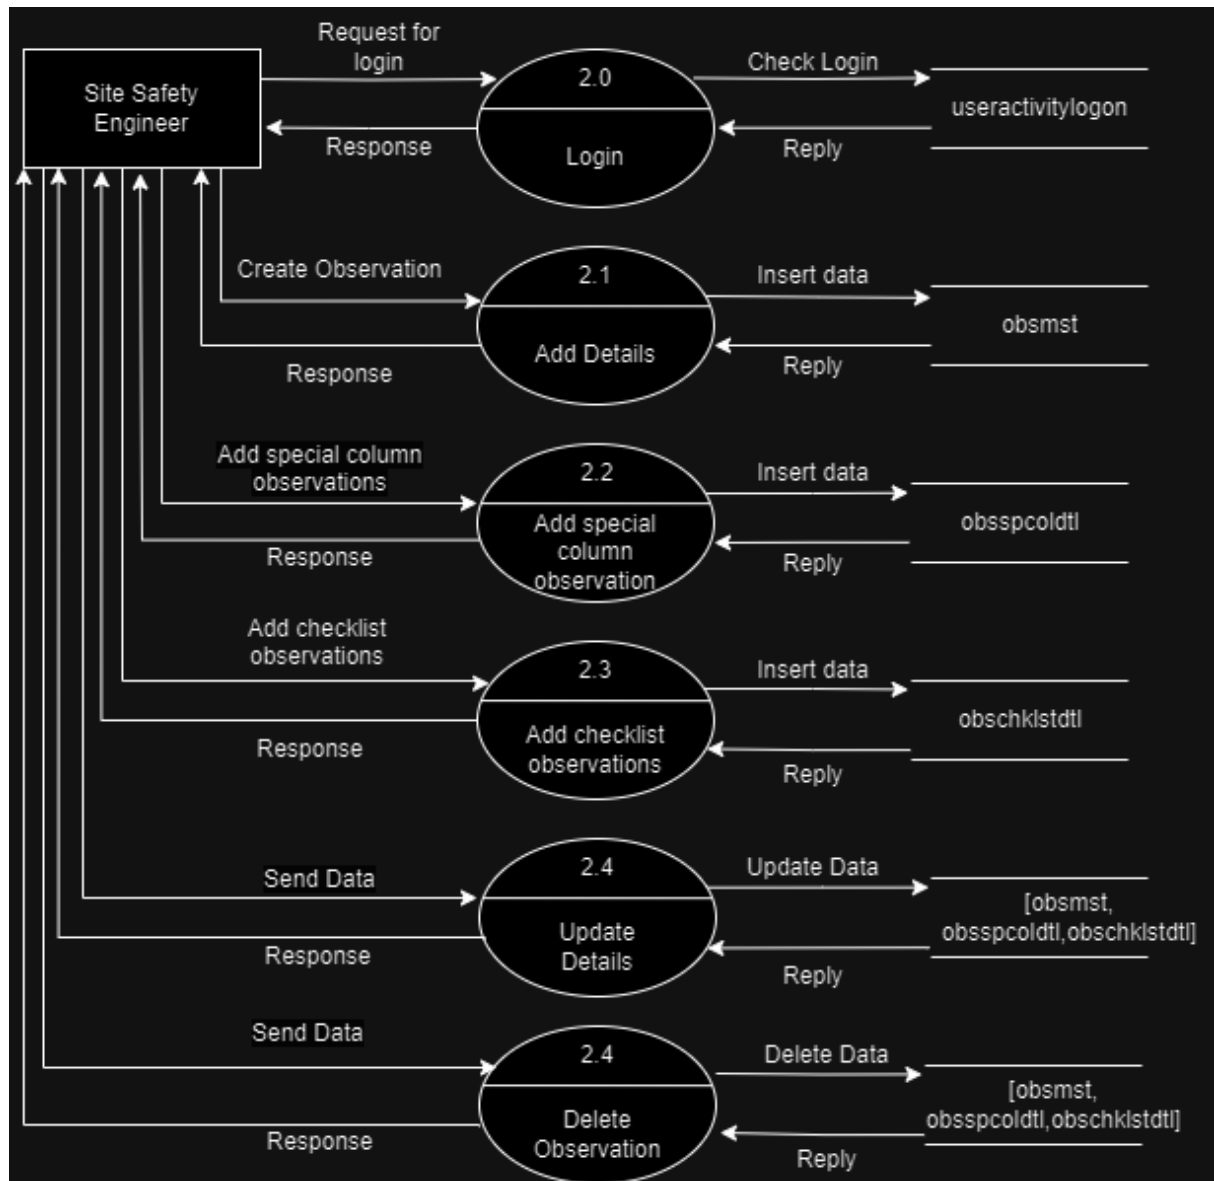 Request for
login
Site Safety
Engineer
2.0
Login
Check Login
useractivitylogon
Response
Reply
Create Observation
2.1
Add Details
Insert data
obsmst
Response
Reply
Add special column
observations
2.2
Add special
column
observation
Insert data
obsspcoldtl
Response
Reply
Add checklist
observations
2.3
Add checklist
observations
Insert data
obschklstdtl
Response
Reply
Send Data
2.4
Update
Details
Update Data
[obsmst,
obsspcoldtl,obschklstdtl]
Response
Reply
Send Data
2.4
Delete
Observation
Delete Data
[obsmst,
obsspcoldtl,obschklstdtl]
Response
Reply